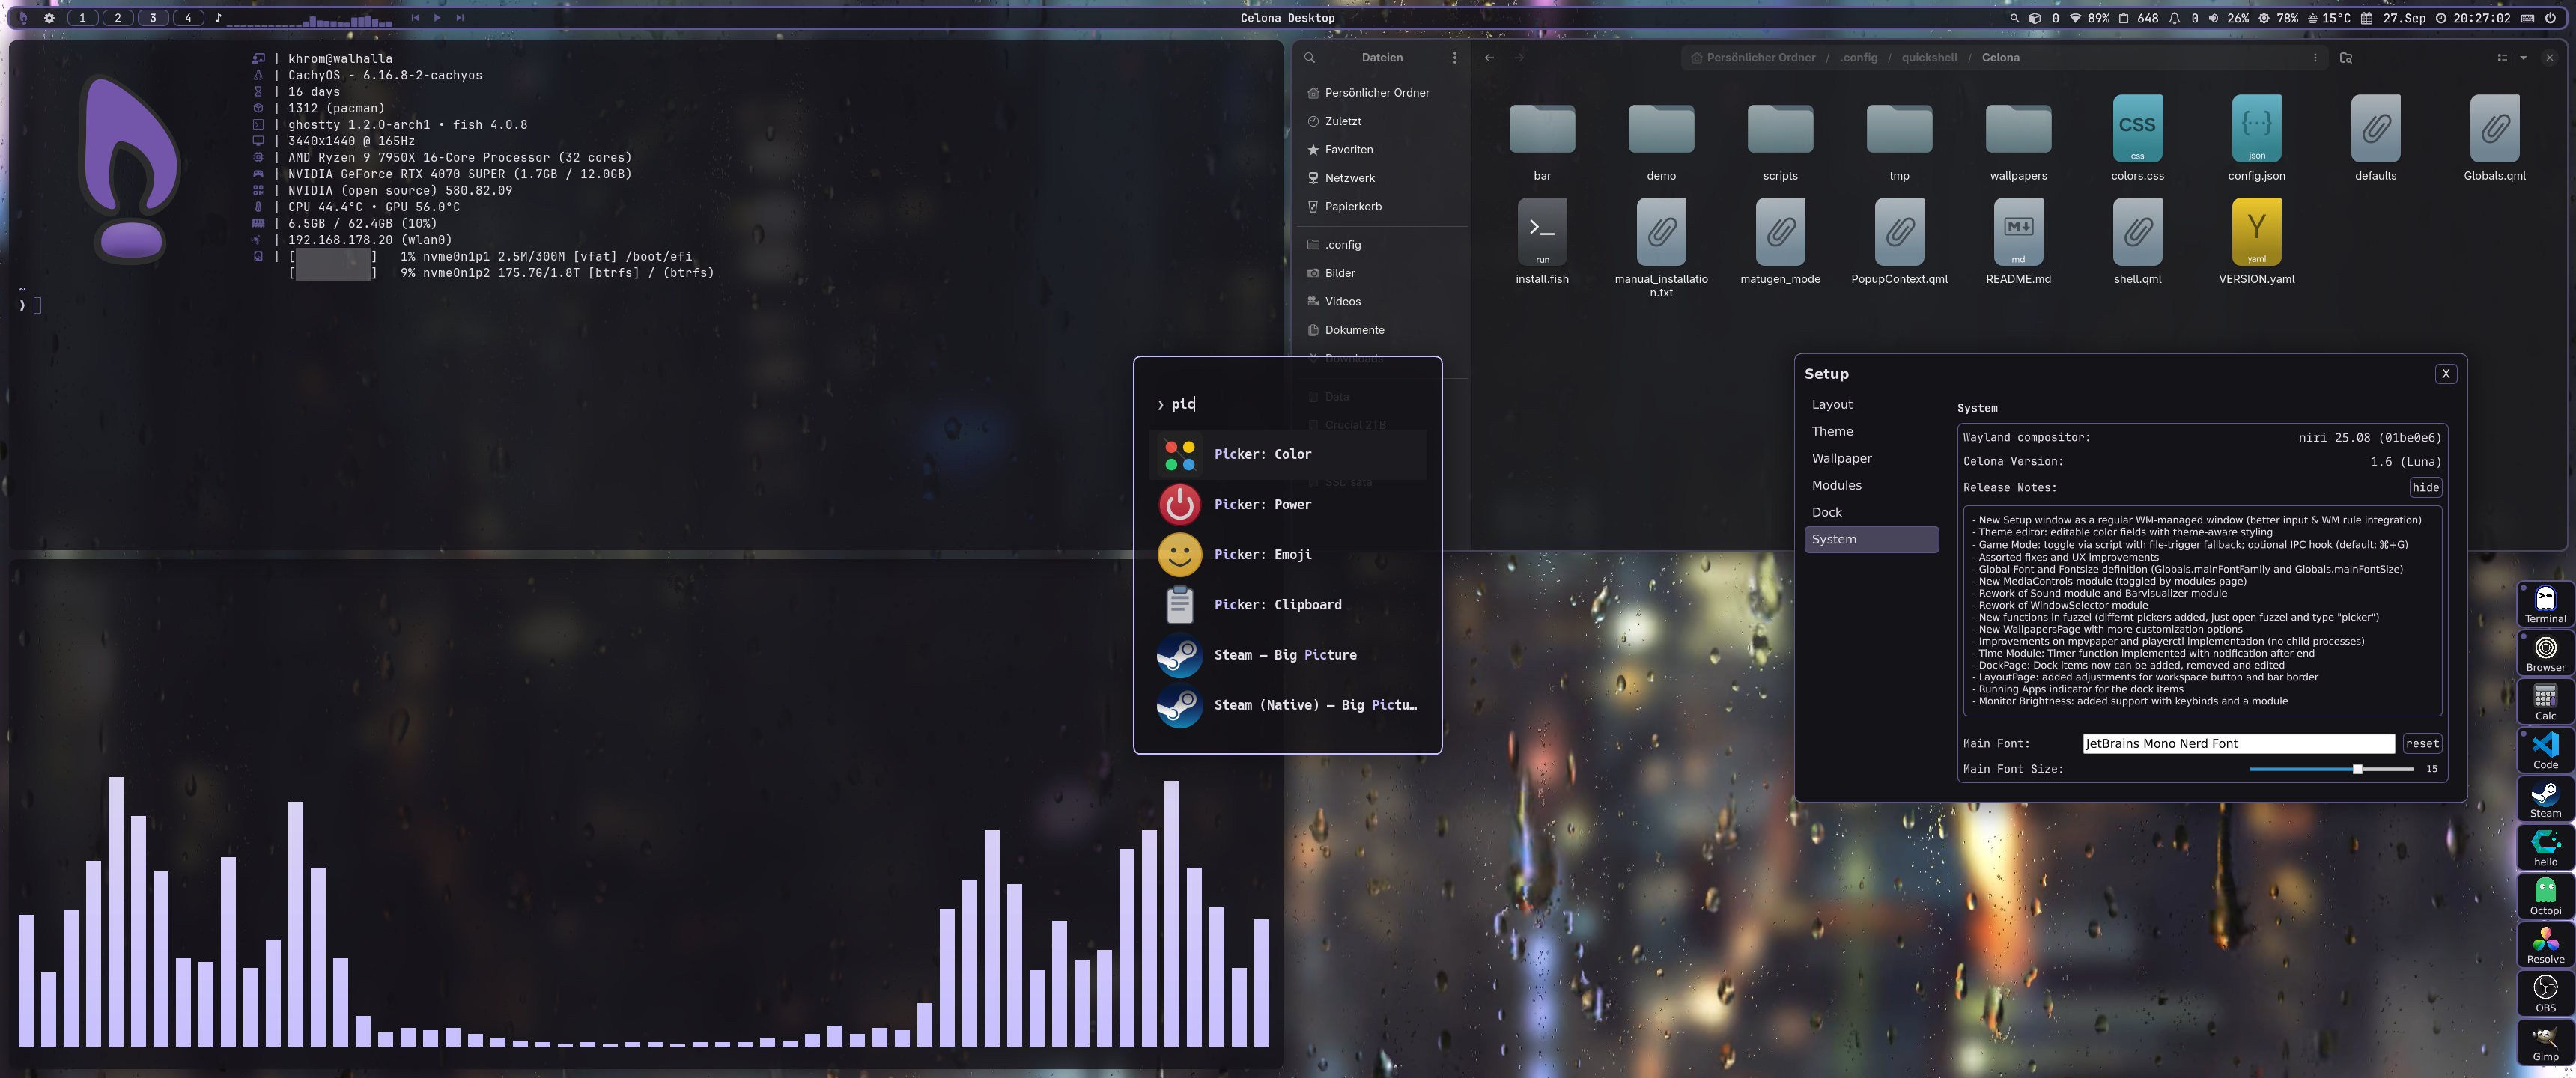 1 2 3 4
Celona Desktop
0 89% 648 0 26% 78% 15°C 27.Sep 20:27:02
| khrom@walhalla
| CachyOS - 6.16.8-2-cachyos
| 16 days
| 1312 (pacman)
| ghostty 1.2.0-arch1 • fish 4.0.8
| 3440x1440 @ 165Hz
| AMD Ryzen 9 7950X 16-Core Processor (32 cores)
| NVIDIA GeForce RTX 4070 SUPER (1.7GB / 12.0GB)
| NVIDIA (open source) 580.82.09
| CPU 44.4°C • GPU 56.0°C
| 6.5GB / 62.4GB (10%)
| 192.168.178.20 (wlan0)
| [ ] 1% nvme0n1p1 2.5M/300M [vfat] /boot/efi
[ ] 9% nvme0n1p2 175.7G/1.8T [btrfs] / (btrfs)
~
❯
Dateien
Persönlicher Ordner
Zuletzt
Favoriten
Netzwerk
Papierkorb
.config
Bilder
Videos
Dokumente
Downloads
Data
Crucial 2TB
SSD sata
Persönlicher Ordner / .config / quickshell / Celona
bar
demo
scripts
tmp
wallpapers
CSS
css
colors.css
{···}
json
config.json
defaults
Globals.qml
>_
run
install.fish
manual_installatio
n.txt
matugen_mode
PopupContext.qml
M↓
md
README.md
shell.qml
Y
yaml
VERSION.yaml
❯ pic
Picker: Color
Picker: Power
Picker: Emoji
Picker: Clipboard
Steam – Big Picture
Steam (Native) – Big Pictu…
Setup
X
Layout
Theme
Wallpaper
Modules
Dock
System
System
Wayland compositor: niri 25.08 (01be0e6)
Celona Version: 1.6 (Luna)
Release Notes: hide
- New Setup window as a regular WM-managed window (better input & WM rule integration)
- Theme editor: editable color fields with theme-aware styling
- Game Mode: toggle via script with file-trigger fallback; optional IPC hook (default: ⌘+G)
- Assorted fixes and UX improvements
- Global Font and Fontsize definition (Globals.mainFontFamily and Globals.mainFontSize)
- New MediaControls module (toggled by modules page)
- Rework of Sound module and Barvisualizer module
- Rework of WindowSelector module
- New functions in fuzzel (differnt pickers added, just open fuzzel and type "picker")
- New WallpapersPage with more customization options
- Improvements on mpvpaper and playerctl implementation (no child processes)
- Time Module: Timer function implemented with notification after end
- DockPage: Dock items now can be added, removed and edited
- LayoutPage: added adjustments for workspace button and bar border
- Running Apps indicator for the dock items
- Monitor Brightness: added support with keybinds and a module
Main Font: JetBrains Mono Nerd Font reset
Main Font Size: 15
Terminal
Browser
Calc
Code
Steam
hello
Octopi
Resolve
OBS
Gimp